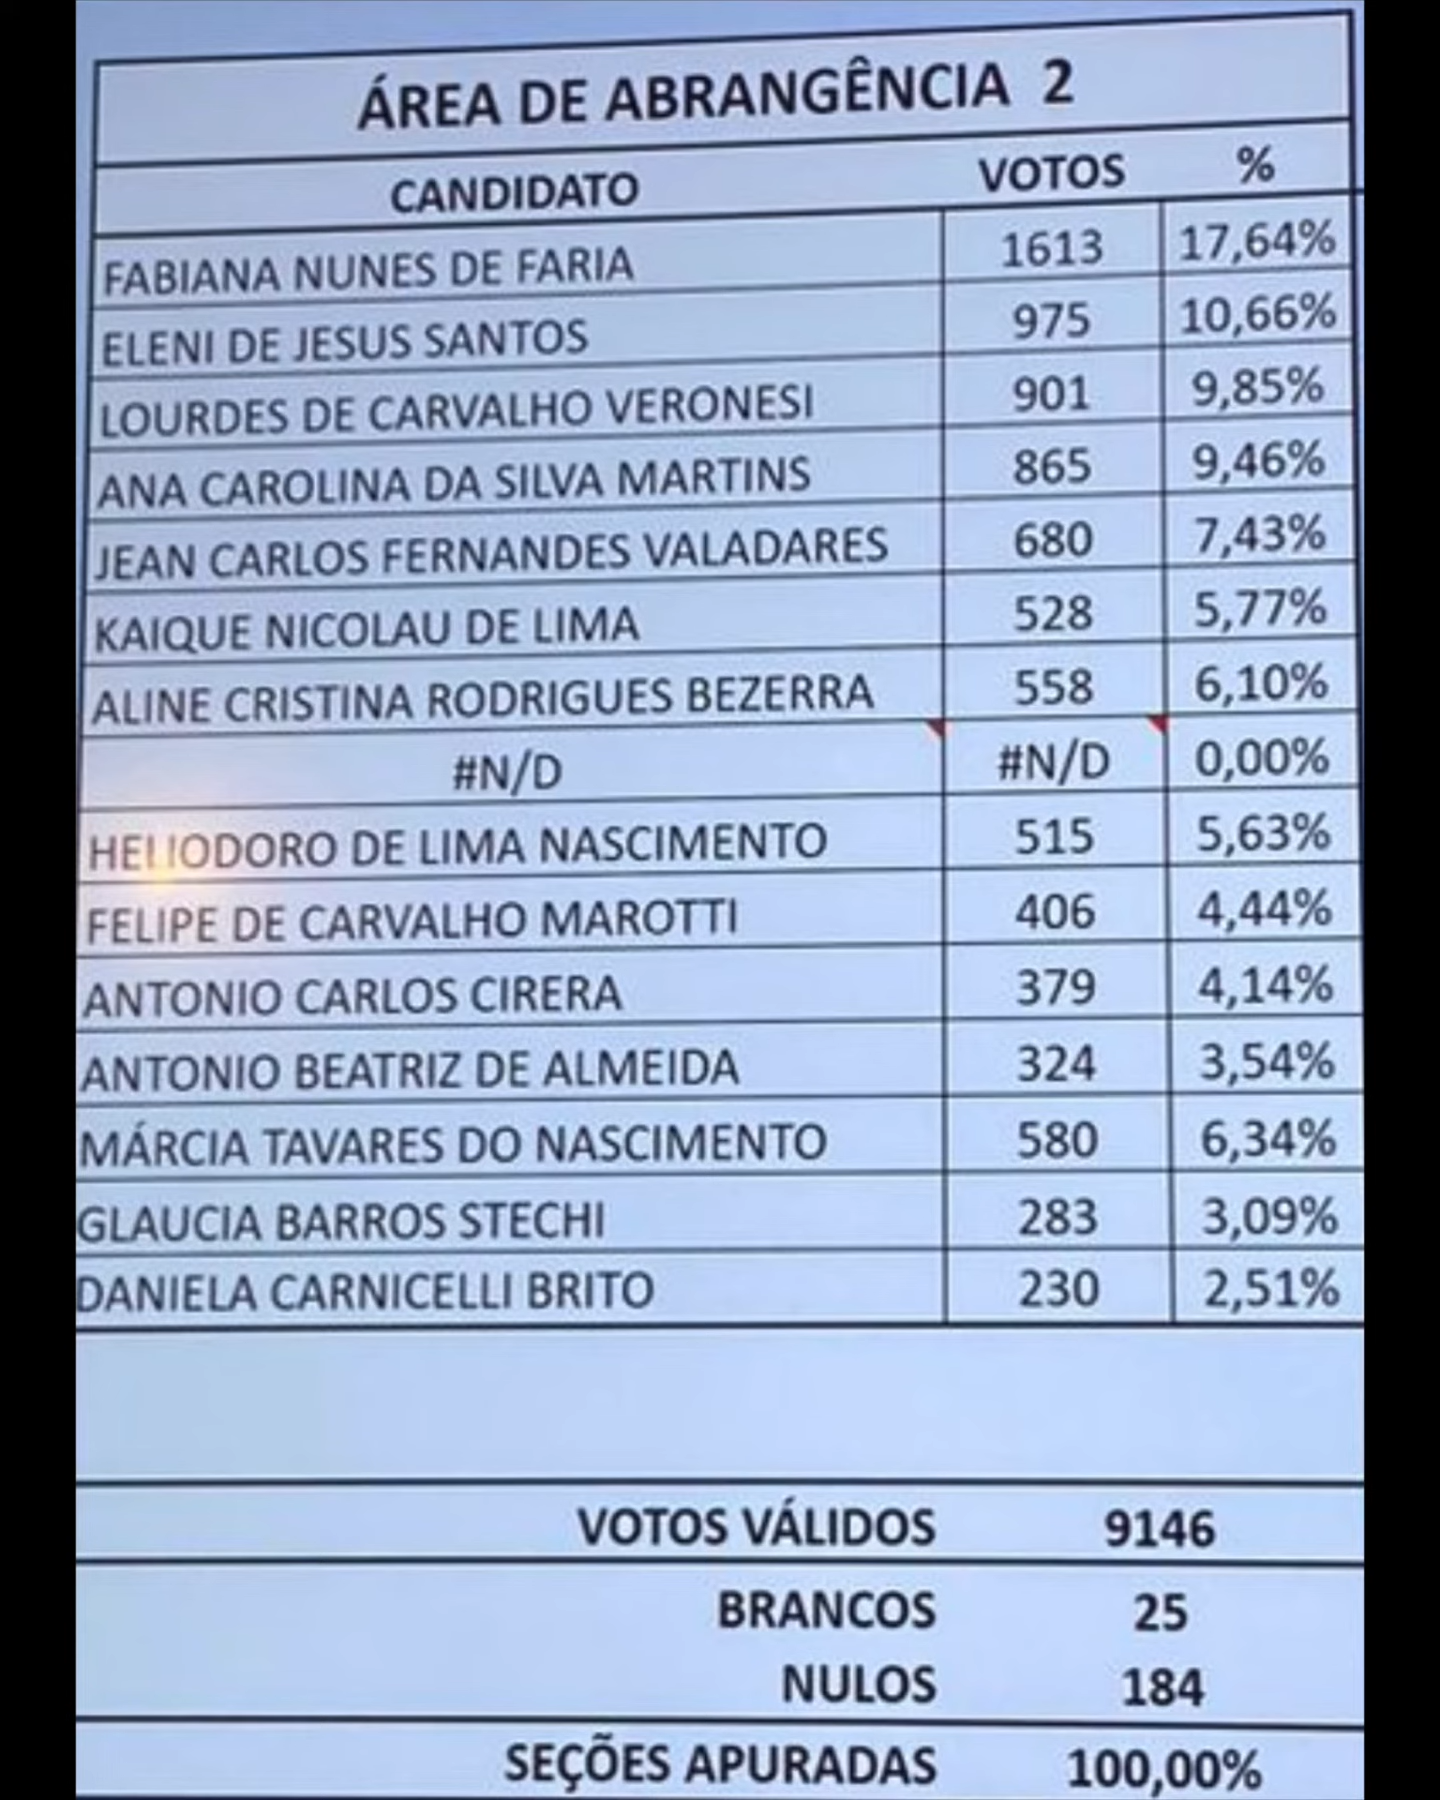 ÁREA DE ABRANGÊNCIA 2
CANDIDATO VOTOS %
FABIANA NUNES DE FARIA 1613 17,64%
ELENI DE JESUS SANTOS 975 10,66%
LOURDES DE CARVALHO VERONESI 901 9,85%
ANA CAROLINA DA SILVA MARTINS 865 9,46%
JEAN CARLOS FERNANDES VALADARES 680 7,43%
KAIQUE NICOLAU DE LIMA 528 5,77%
ALINE CRISTINA RODRIGUES BEZERRA 558 6,10%
#N/D #N/D 0,00%
HELIODORO DE LIMA NASCIMENTO 515 5,63%
FELIPE DE CARVALHO MAROTTI 406 4,44%
ANTONIO CARLOS CIRERA 379 4,14%
ANTONIO BEATRIZ DE ALMEIDA 324 3,54%
MÁRCIA TAVARES DO NASCIMENTO 580 6,34%
GLAUCIA BARROS STECHI 283 3,09%
DANIELA CARNICELLI BRITO 230 2,51%
VOTOS VÁLIDOS 9146
BRANCOS 25
NULOS 184
SEÇÕES APURADAS 100,00%